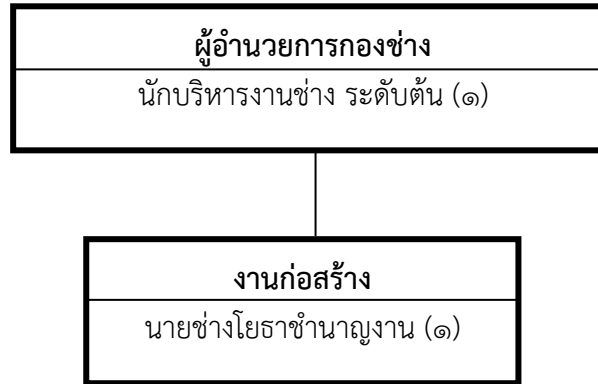 ผู้อำนวยการกองช่าง
นักบริหารงานช่าง ระดับต้น (๑)
งานก่อสร้าง
นายช่างโยธาชำนาญงาน (๑)